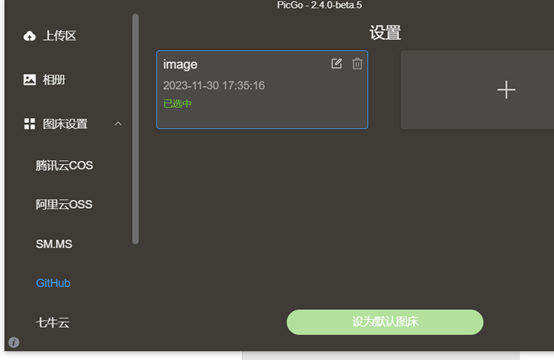 PicGo - 2.4.0-beta.5
上传区
相册
图床设置
腾讯云COS
阿里云OSS
SM.MS
GitHub
七牛云
设置
image
2023-11-30 17:35:16
已选中
设为默认图床